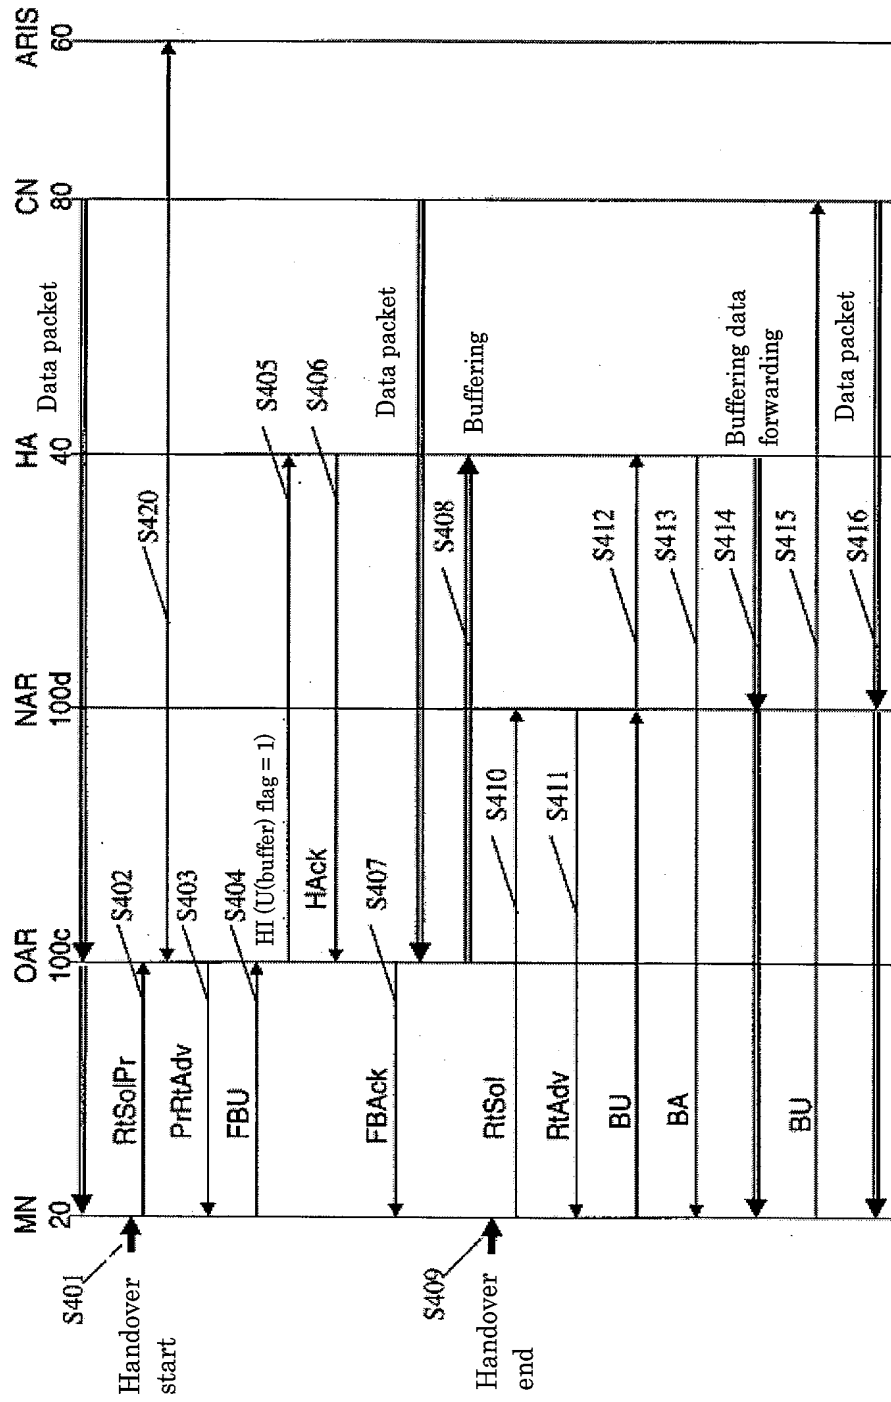 MN
20
OAR
100c
NAR
100d
HA
40
CN
80
ARIS
60
Data packet
S401
Handover
start
RtSolPr
S402
S420
PrRtAdv
S403
FBU
S404
HI (U(buffer) flag = 1)
S405
HAck
S406
FBAck
S407
Data packet
S408
Buffering
S409
Handover
end
RtSol
S410
RtAdv
S411
BU
S412
BA
S413
S414
Buffering data
forwarding
BU
S415
Data packet
S416